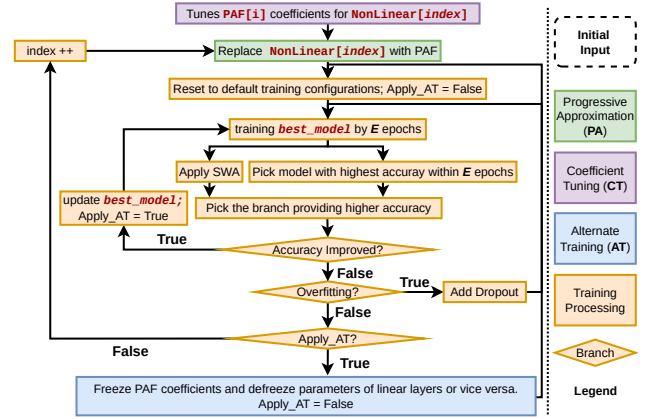 Tunes PAF[i] coefficients for NonLinear[index]
index ++
Replace NonLinear[index] with PAF
Reset to default training configurations; Apply_AT = False
training best_model by E epochs
Apply SWA
Pick model with highest accuray within E epochs
update best_model;
Apply_AT = True
Pick the branch providing higher accuracy
True
Accuracy Improved?
False
Overfitting?
True
Add Dropout
False
Apply_AT?
False
True
Freeze PAF coefficients and defreeze parameters of linear layers or vice versa.
Apply_AT = False
Initial
Input
Progressive
Approximation
(PA)
Coefficient
Tuning (CT)
Alternate
Training (AT)
Training
Processing
Branch
Legend